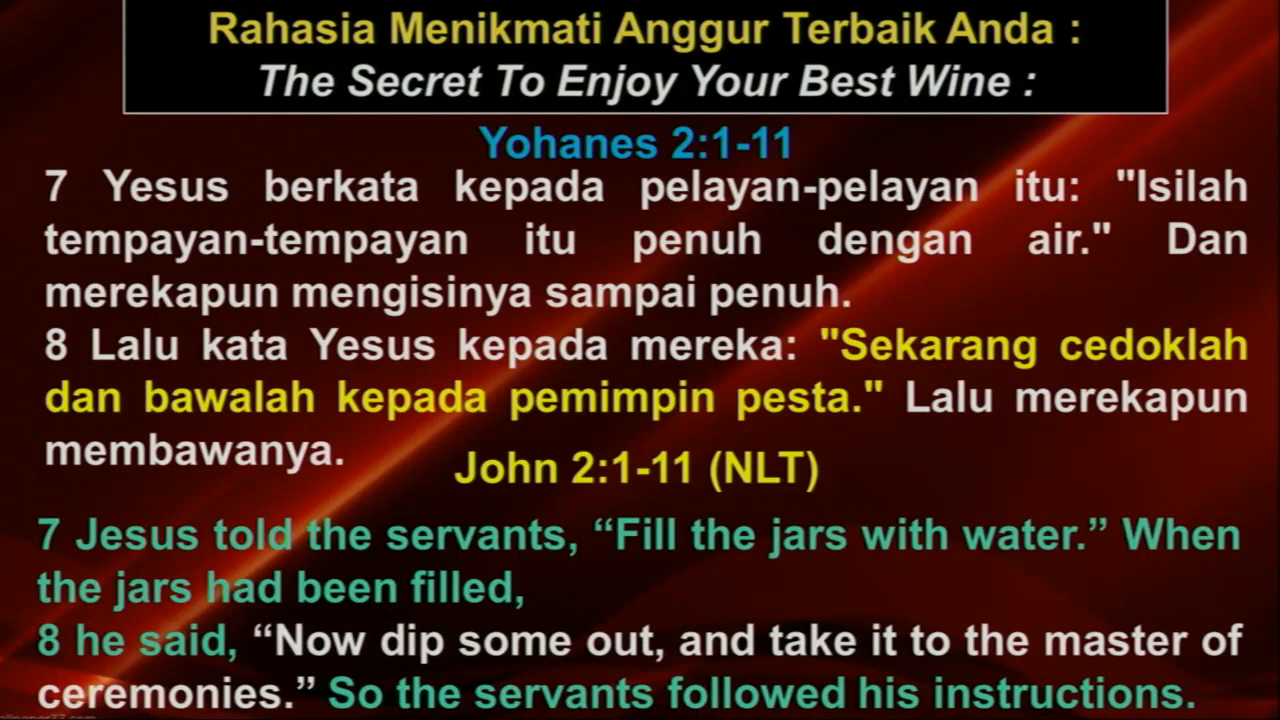 Rahasia Menikmati Anggur Terbaik Anda :
The Secret To Enjoy Your Best Wine :
Yohanes 2:1-11
7 Yesus berkata kepada pelayan-pelayan itu: "Isilah
tempayan-tempayan itu penuh dengan air." Dan
merekapun mengisinya sampai penuh.
8 Lalu kata Yesus kepada mereka: "Sekarang cedoklah
dan bawalah kepada pemimpin pesta." Lalu merekapun
membawanya.
John 2:1-11 (NLT)
7 Jesus told the servants, “Fill the jars with water.” When
the jars had been filled,
8 he said, “Now dip some out, and take it to the master of
ceremonies.” So the servants followed his instructions.